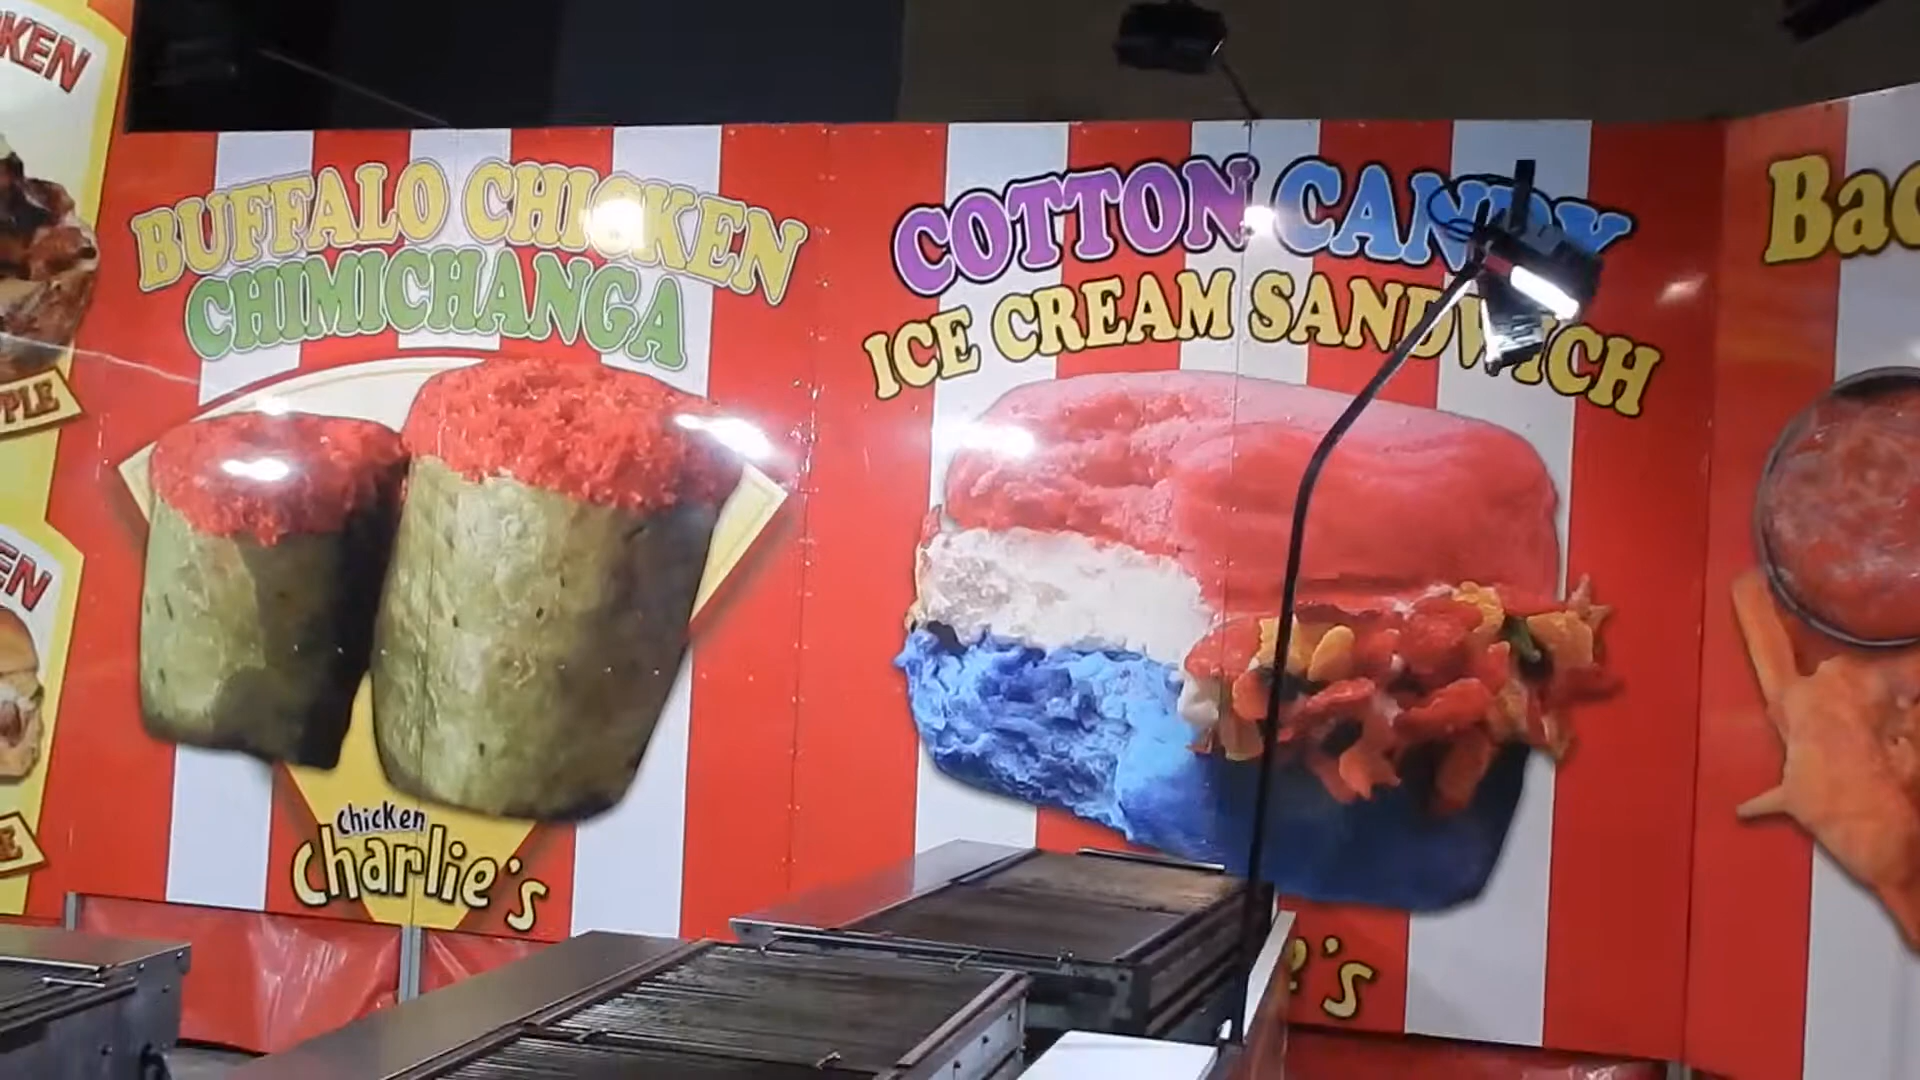 BUFFALO CHICKEN
CHIMICHANGA
chicken
charlie's
COTTON CANDY
ICE CREAM SANDWICH